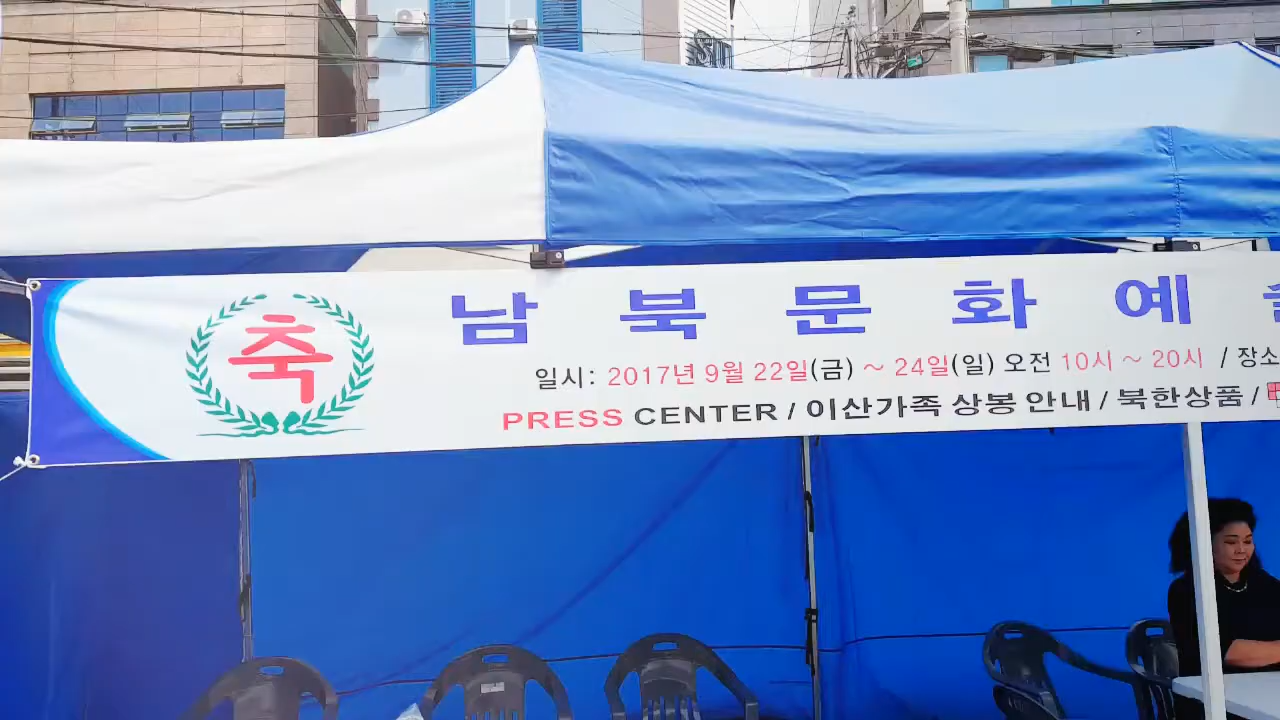 축
남북문화예
일시: 2017년 9월 22일(금) ~ 24일(일) 오전 10시 ~ 20시 / 장소
PRESS CENTER / 이산가족 상봉 안내 / 북한상품 /